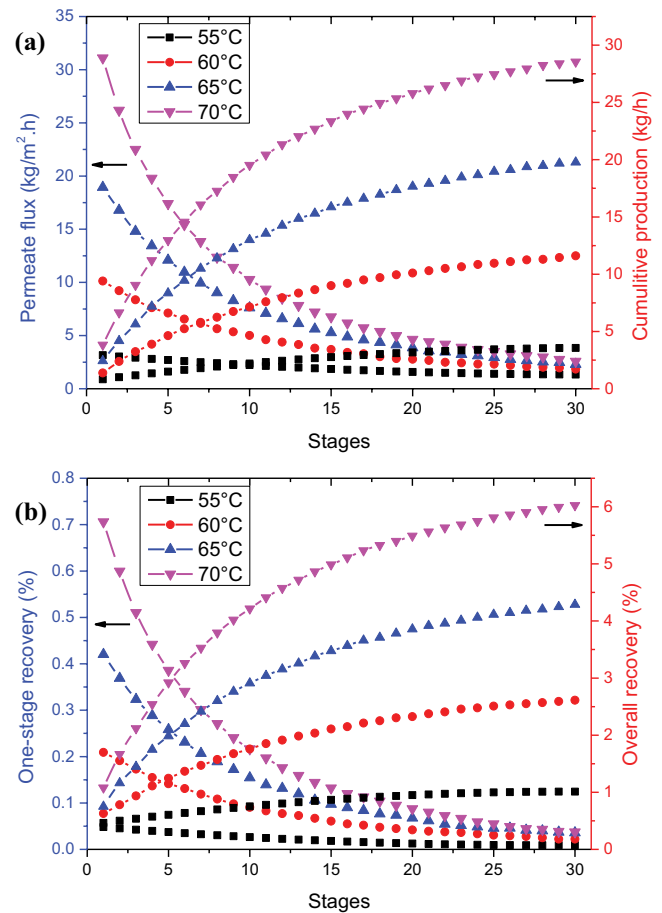 (a)
55°C
60°C
65°C
70°C
35
30
25
20
15
10
5
0
Permeate flux (kg/m².h)
30
25
20
15
10
5
0
Cumulitive production (kg/h)
0 5 10 15 20 25 30
Stages
(b)
55°C
60°C
65°C
70°C
0.8
0.7
0.6
0.5
0.4
0.3
0.2
0.1
0.0
One-stage recovery (%)
6
5
4
3
2
1
0
Overall recovery (%)
0 5 10 15 20 25 30
Stages